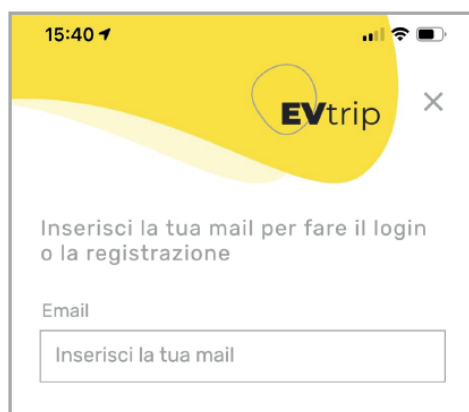 15:40
EVtrip
Inserisci la tua mail per fare il login
o la registrazione
Email
Inserisci la tua mail